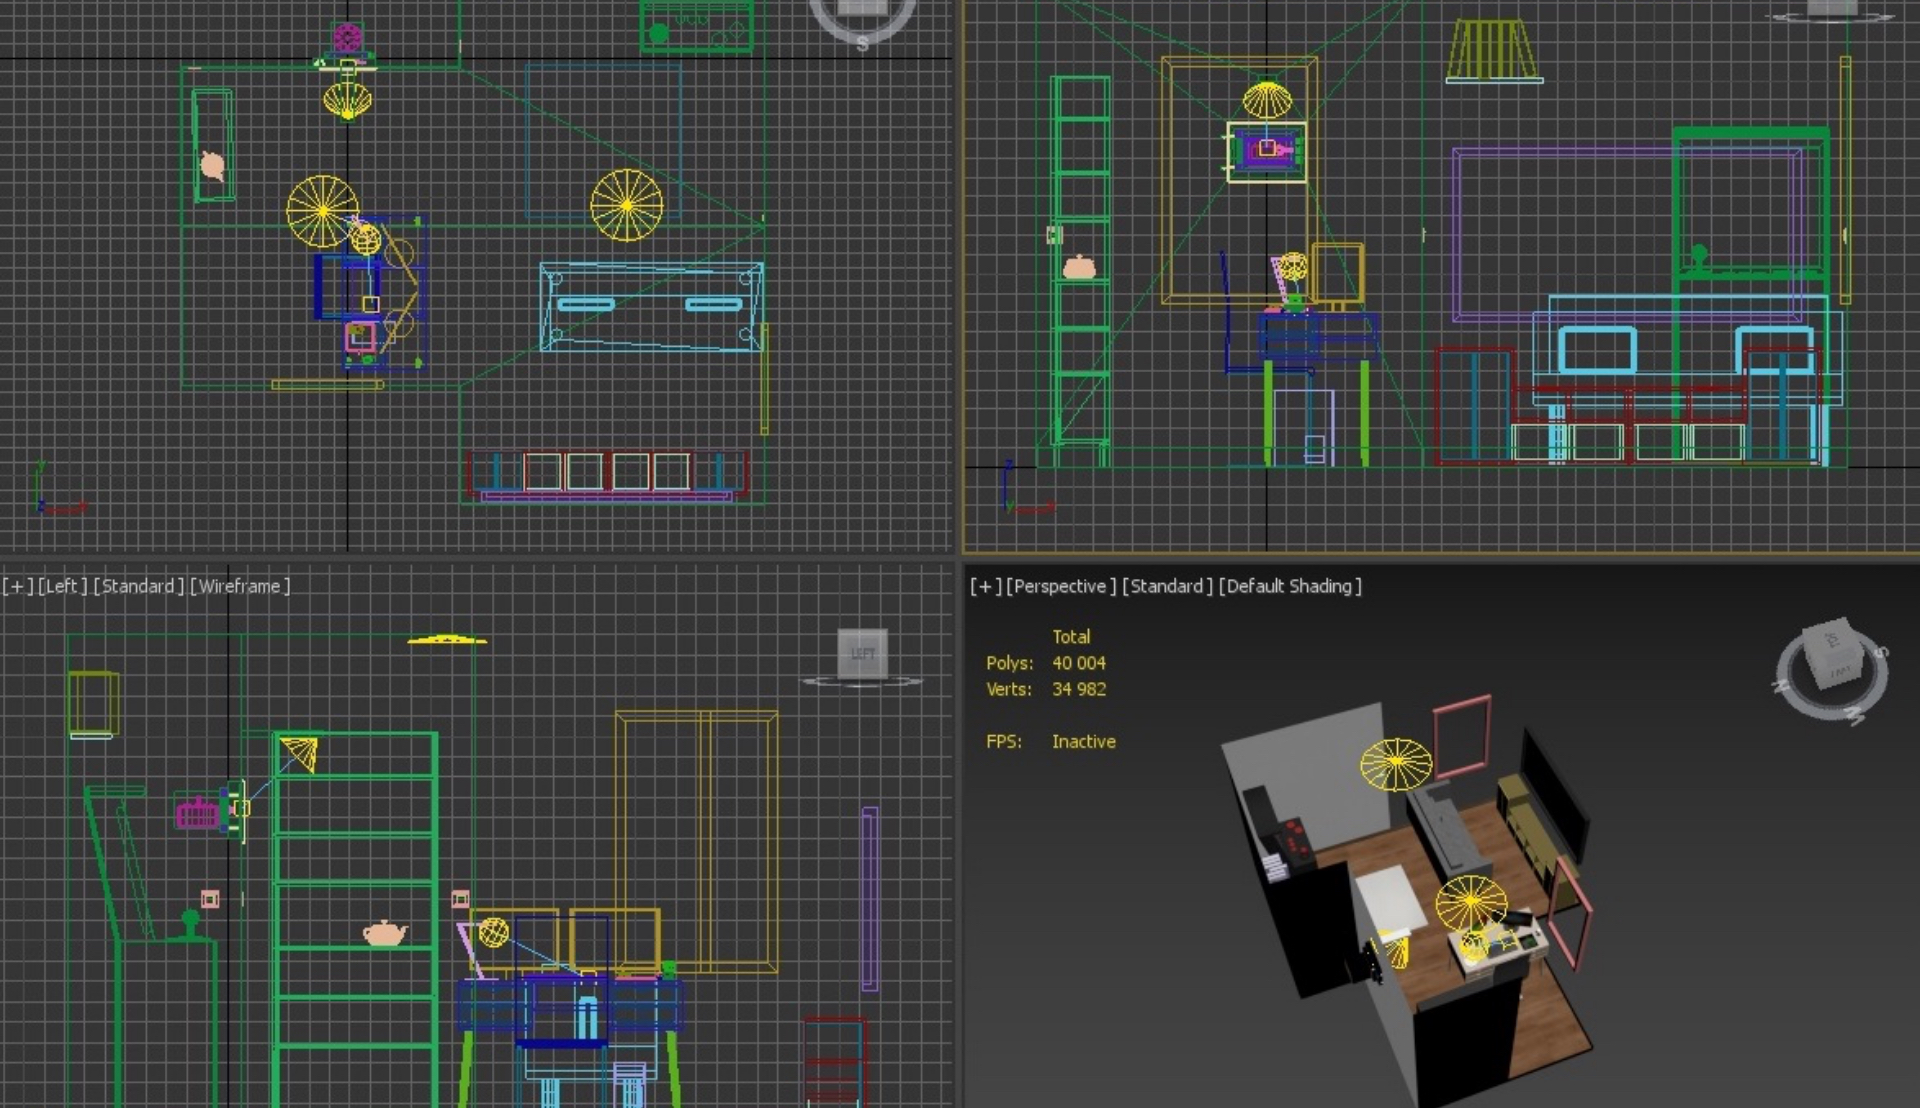 S
y
z
[+] [Left] [Standard] [Wireframe]
LEFT
[+] [Perspective] [Standard] [Default Shading]
Total
Polys: 40 004
Verts: 34 982
FPS: Inactive
S
N
W